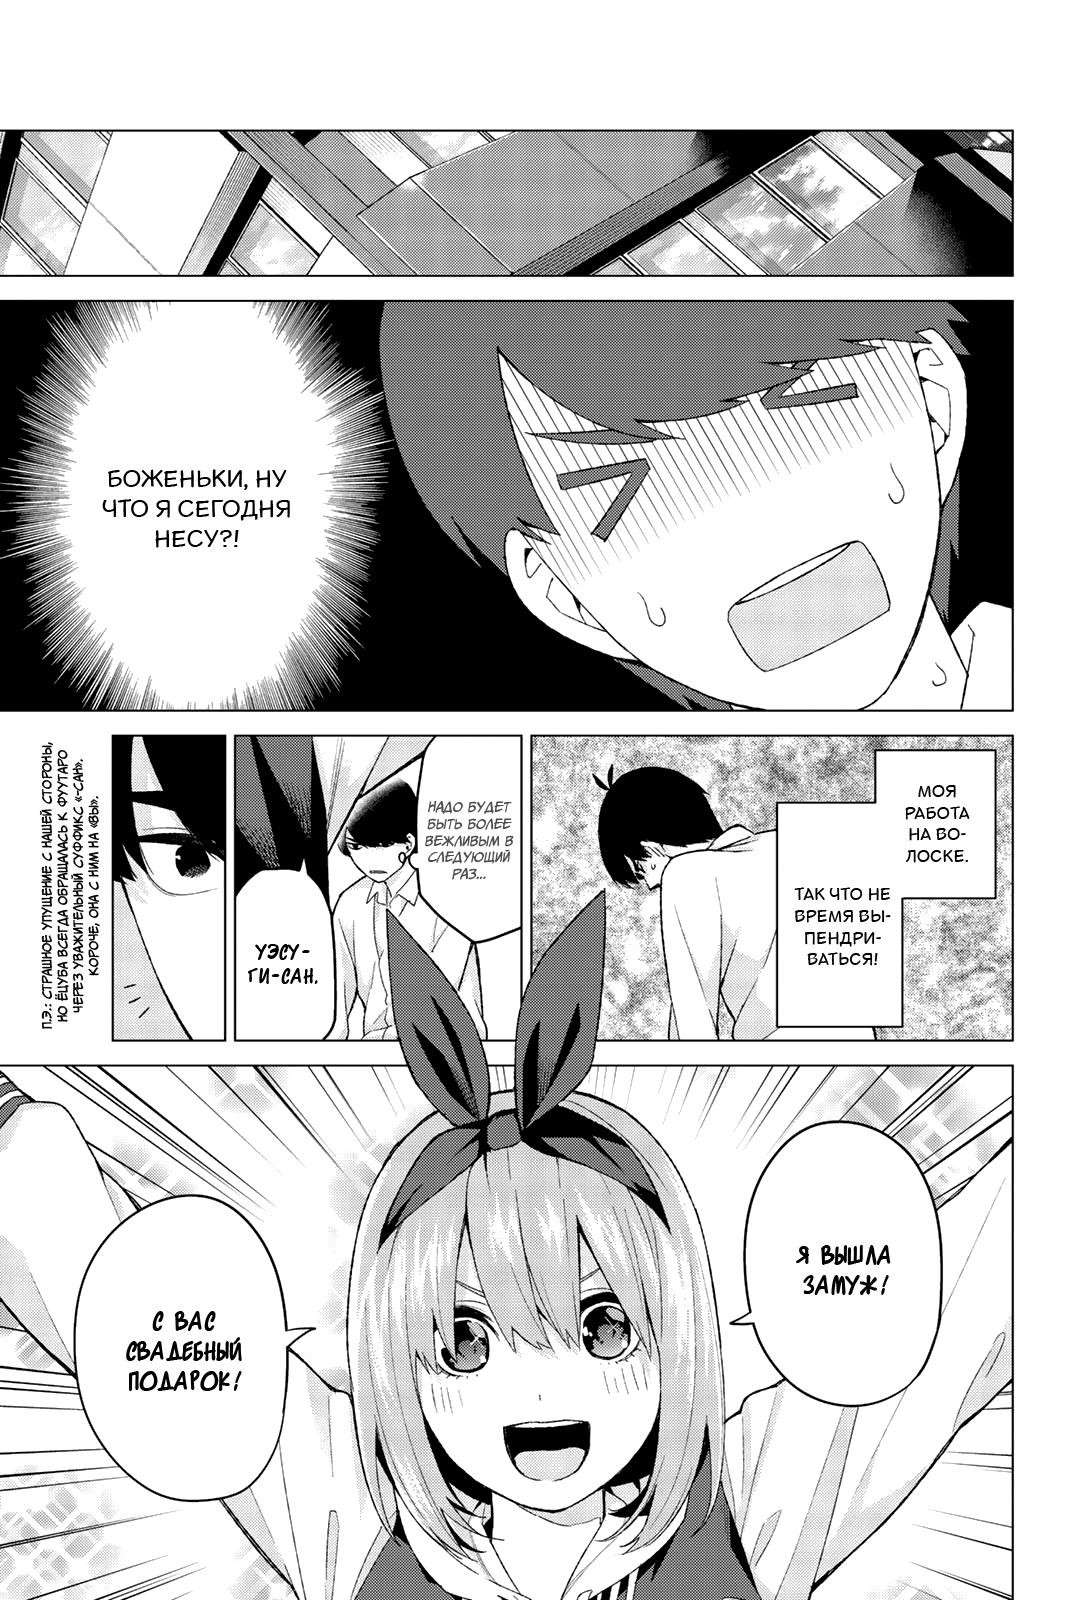 БОЖЕНЬКИ, НУ
ЧТО Я СЕГОДНЯ
НЕСУ?!
МОЯ
РАБОТА
НА ВО-
ЛОСКЕ.
ТАК ЧТО НЕ
ВРЕМЯ ВЫ-
ПЕНДРИ-
ВАТЬСЯ!
НАДО БУДЕТ
БЫТЬ БОЛЕЕ
ВЕЖЛИВЫМ В
СЛЕДУЮЩИЙ
РАЗ...
УЭСУ-
ГИ-САН.
П.Э.: СТРАШНОЕ УПУЩЕНИЕ С НАШЕЙ СТОРОНЫ,
НО ЁЦУБА ВСЕГДА ОБРАЩАЛАСЬ К ФУУТАРО
ЧЕРЕЗ УВАЖИТЕЛЬНЫЙ СУФФИКС «-САН».
КОРОЧЕ, ОНА С НИМ НА «ВЫ».
Я ВЫШЛА
ЗАМУЖ!
С ВАС
СВАДЕБНЫЙ
ПОДАРОК!